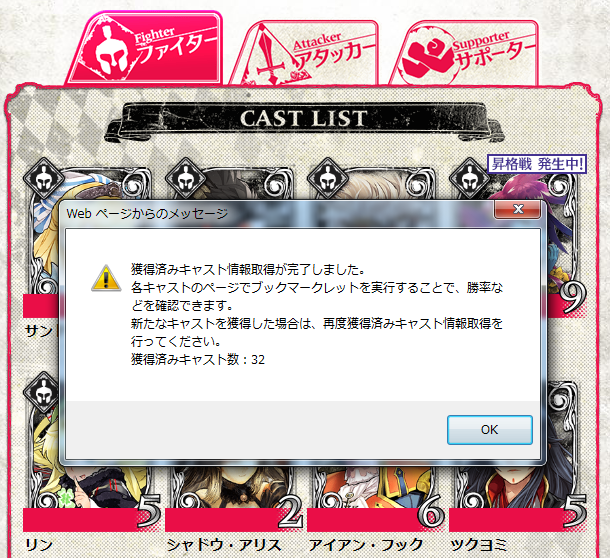 Fighter
ファイター
Attacker
アタッカー
Supporter
サポーター
CAST LIST
昇格戦 発生中!
Web ページからのメッセージ
獲得済みキャスト情報取得が完了しました。
各キャストのページでブックマークレットを実行することで、勝率な
どを確認できます。
新たなキャストを獲得した場合は、再度獲得済みキャスト情報取得を
行ってください。
獲得済みキャスト数：32
OK
9
5
2
6
5
リン
シャドウ・アリス
アイアン・フック
ツクヨミ